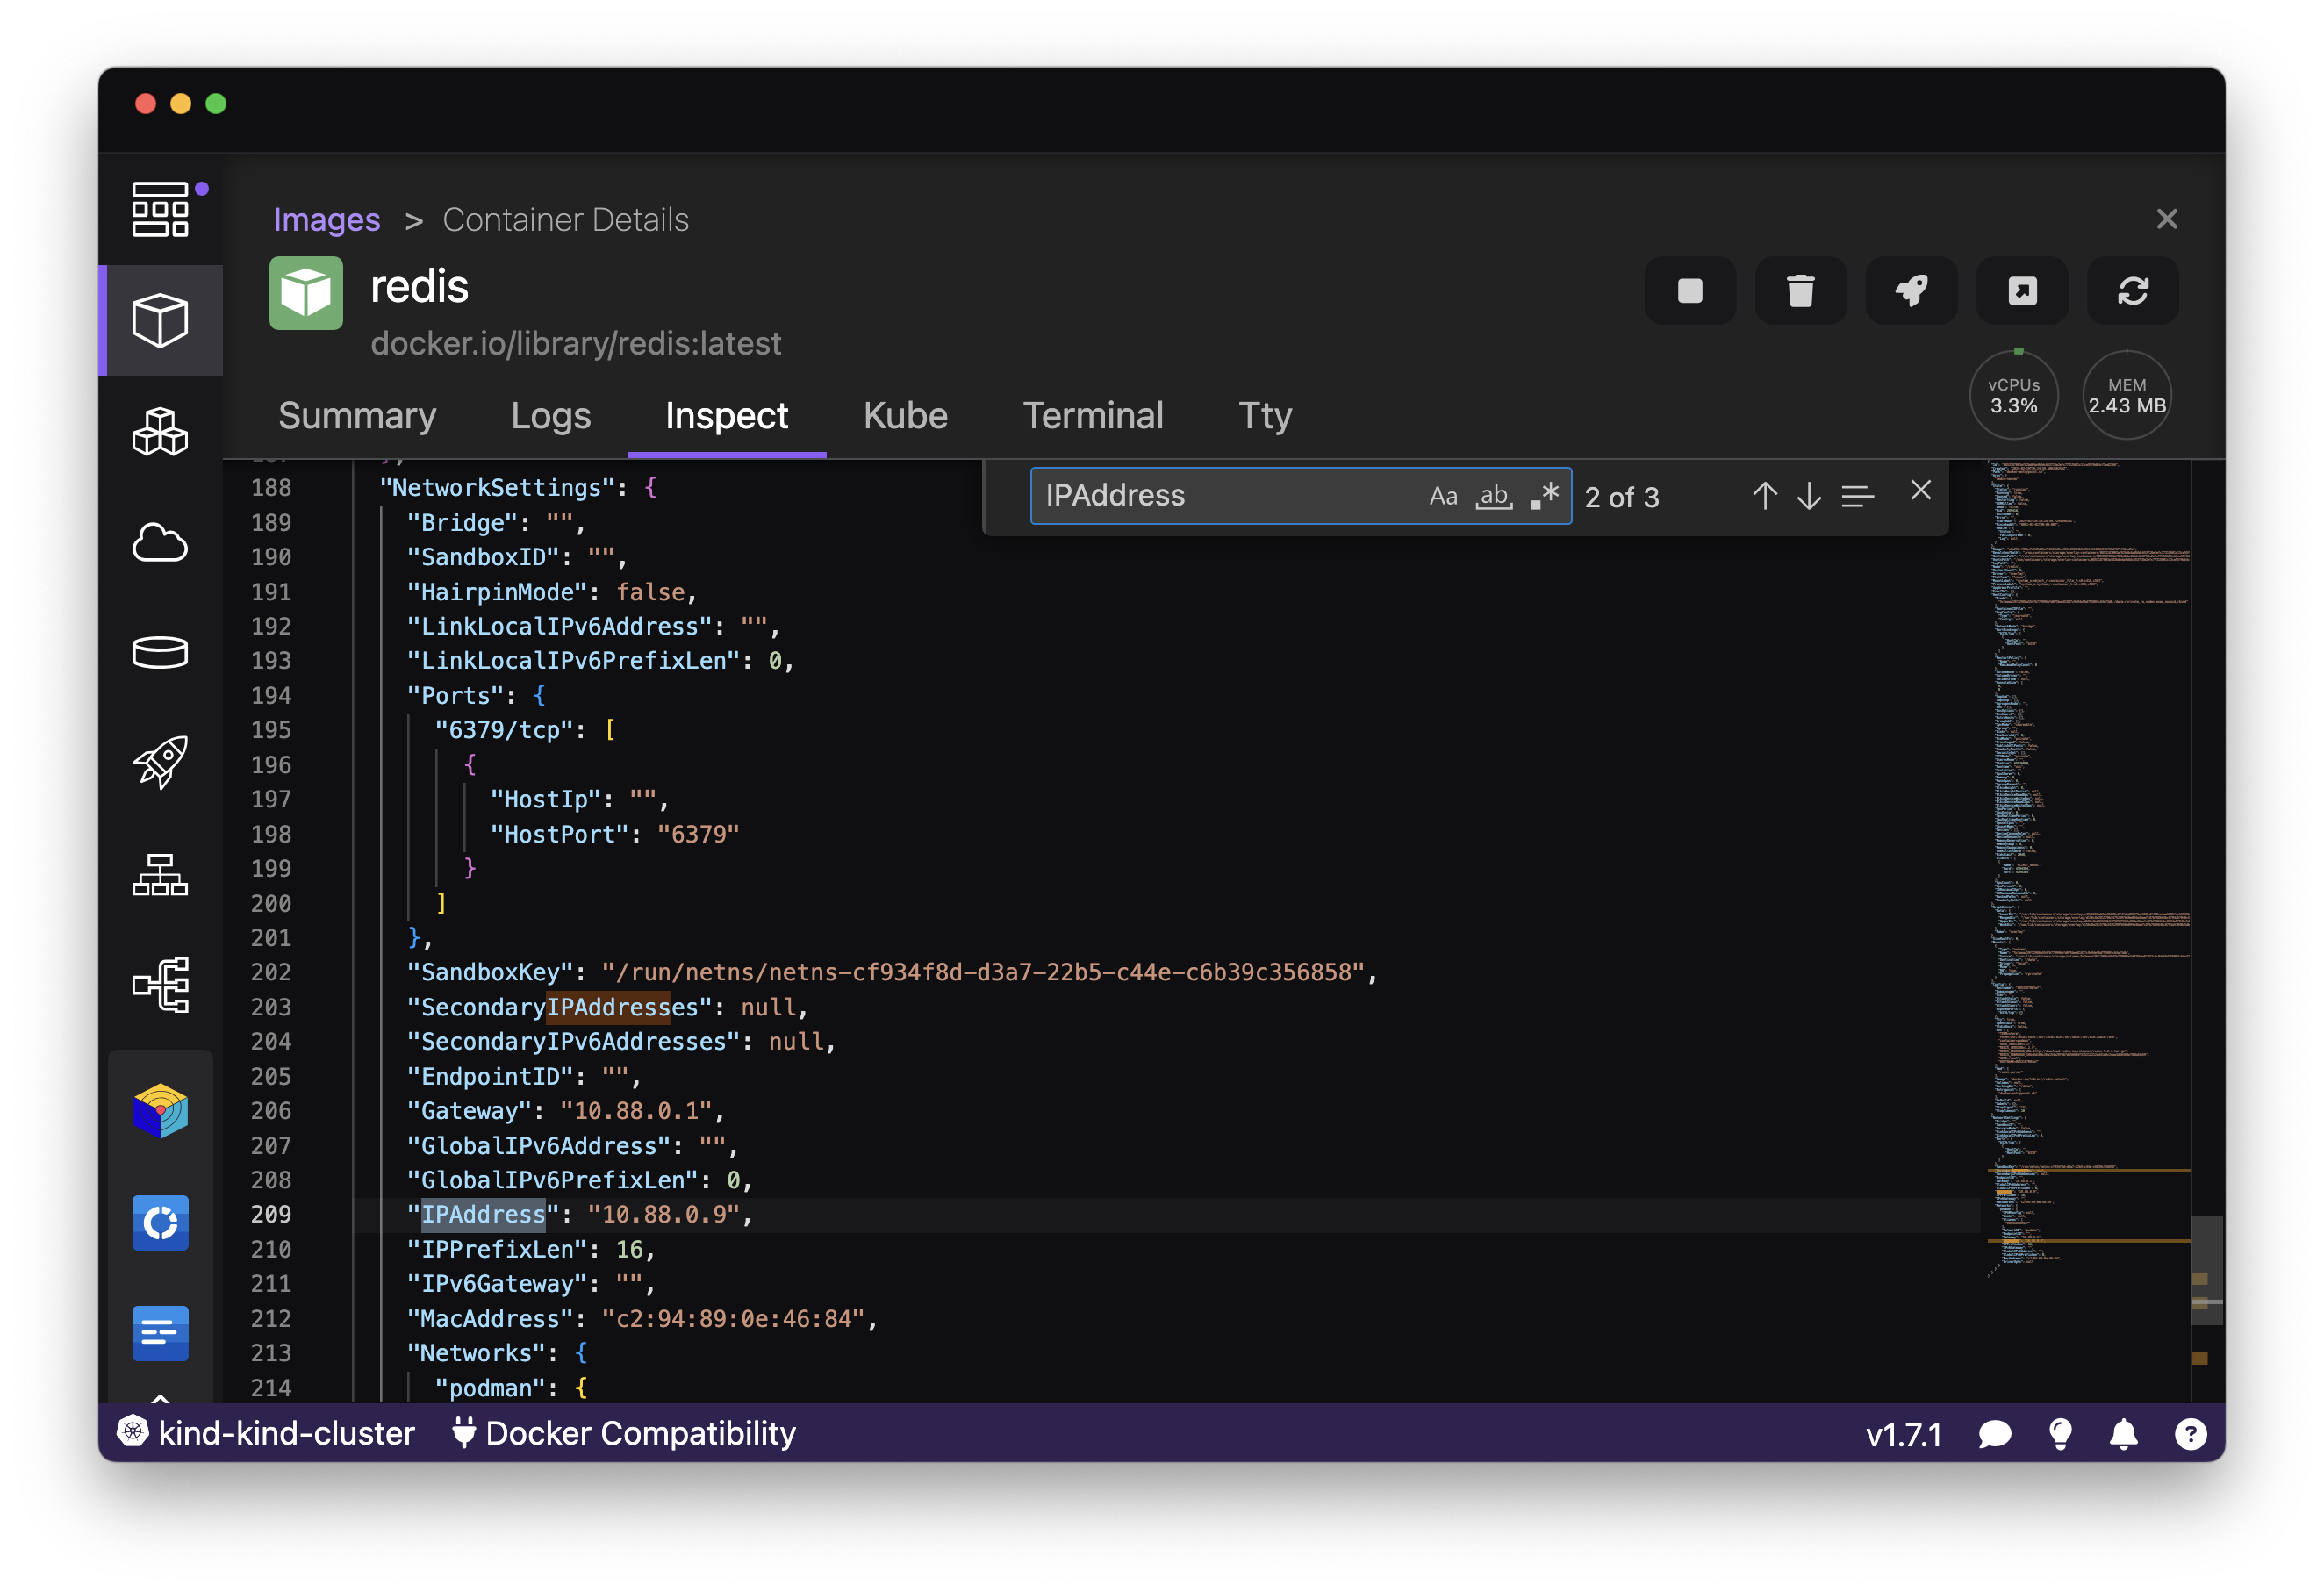 Images > Container Details
redis
docker.io/library/redis:latest
vCPUs
3.3%
MEM
2.43 MB
Summary Logs Inspect Kube Terminal Tty
IPAddress Aa ab .* 2 of 3
188 "NetworkSettings": {
189 "Bridge": "",
190 "SandboxID": "",
191 "HairpinMode": false,
192 "LinkLocalIPv6Address": "",
193 "LinkLocalIPv6PrefixLen": 0,
194 "Ports": {
195 "6379/tcp": [
196 {
197 "HostIp": "",
198 "HostPort": "6379"
199 }
200 ]
201 },
202 "SandboxKey": "/run/netns/netns-cf934f8d-d3a7-22b5-c44e-c6b39c356858",
203 "SecondaryIPAddresses": null,
204 "SecondaryIPv6Addresses": null,
205 "EndpointID": "",
206 "Gateway": "10.88.0.1",
207 "GlobalIPv6Address": "",
208 "GlobalIPv6PrefixLen": 0,
209 "IPAddress": "10.88.0.9",
210 "IPPrefixLen": 16,
211 "IPv6Gateway": "",
212 "MacAddress": "c2:94:89:0e:46:84",
213 "Networks": {
214 "podman": {
kind-kind-cluster Docker Compatibility v1.7.1